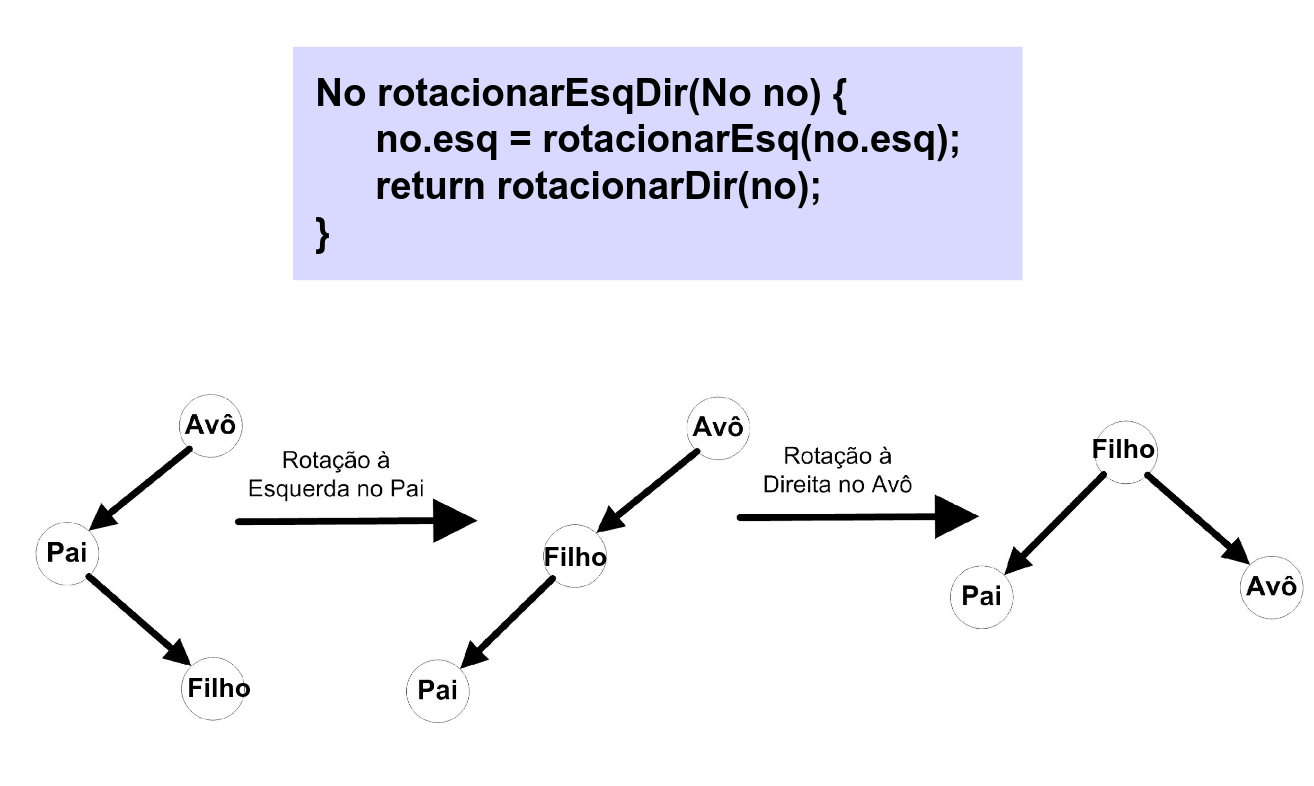 No rotacionarEsqDir(No no) {
no.esq = rotacionarEsq(no.esq);
return rotacionarDir(no);
}
Avô
Rotação à
Esquerda no Pai
Pai
Filho
Avô
Rotação à
Direita no Avô
Filho
Pai
Filho
Pai
Avô